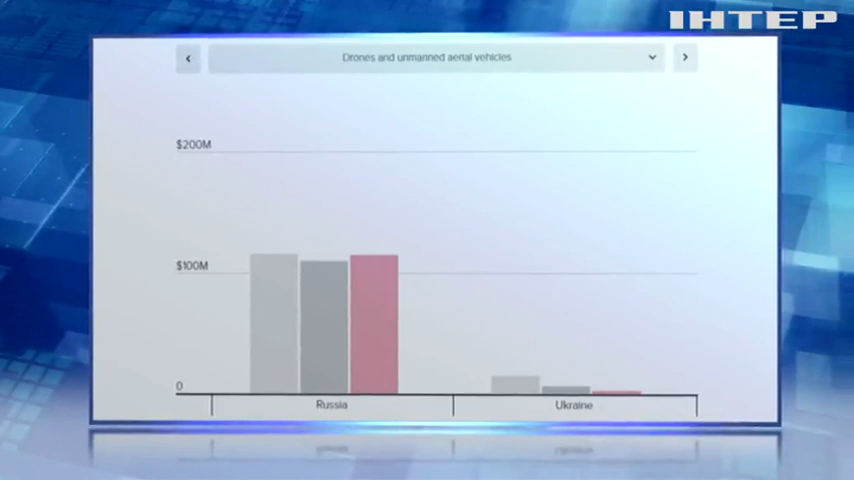 ІНТЕР
Drones and unmanned aerial vehicles
$200M
$100M
0
Russia
Ukraine